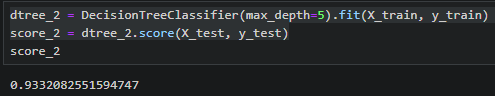 dtree_2 = DecisionTreeClassifier(max_depth=5).fit(X_train, y_train)
score_2 = dtree_2.score(X_test, y_test)
score_2
0.9332082551594747